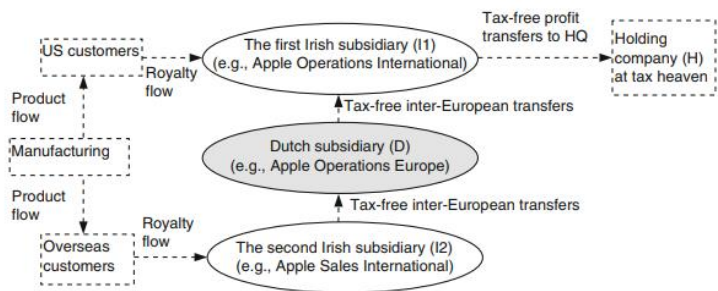 US customers
Royalty
flow
The first Irish subsidiary (I1)
(e.g., Apple Operations International)
Tax-free profit
transfers to HQ
Holding
company (H)
at tax heaven
Product
flow
Tax-free inter-European transfers
Manufacturing
Dutch subsidiary (D)
(e.g., Apple Operations Europe)
Product
flow
Tax-free inter-European transfers
Overseas
customers
Royalty
flow
The second Irish subsidiary (I2)
(e.g., Apple Sales International)